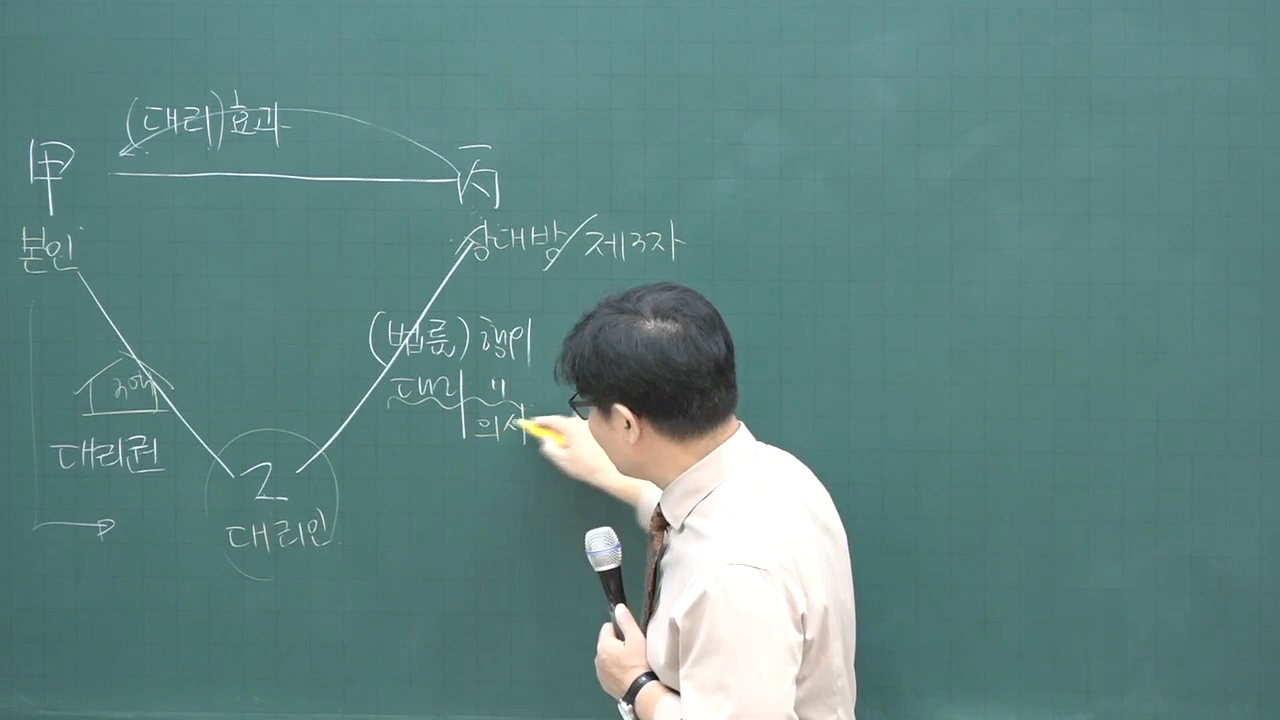 (대리)효과
甲
丙
본인
상대방/제3자
(법률)행위
대리 〃
의사
대리권
乙
대리인